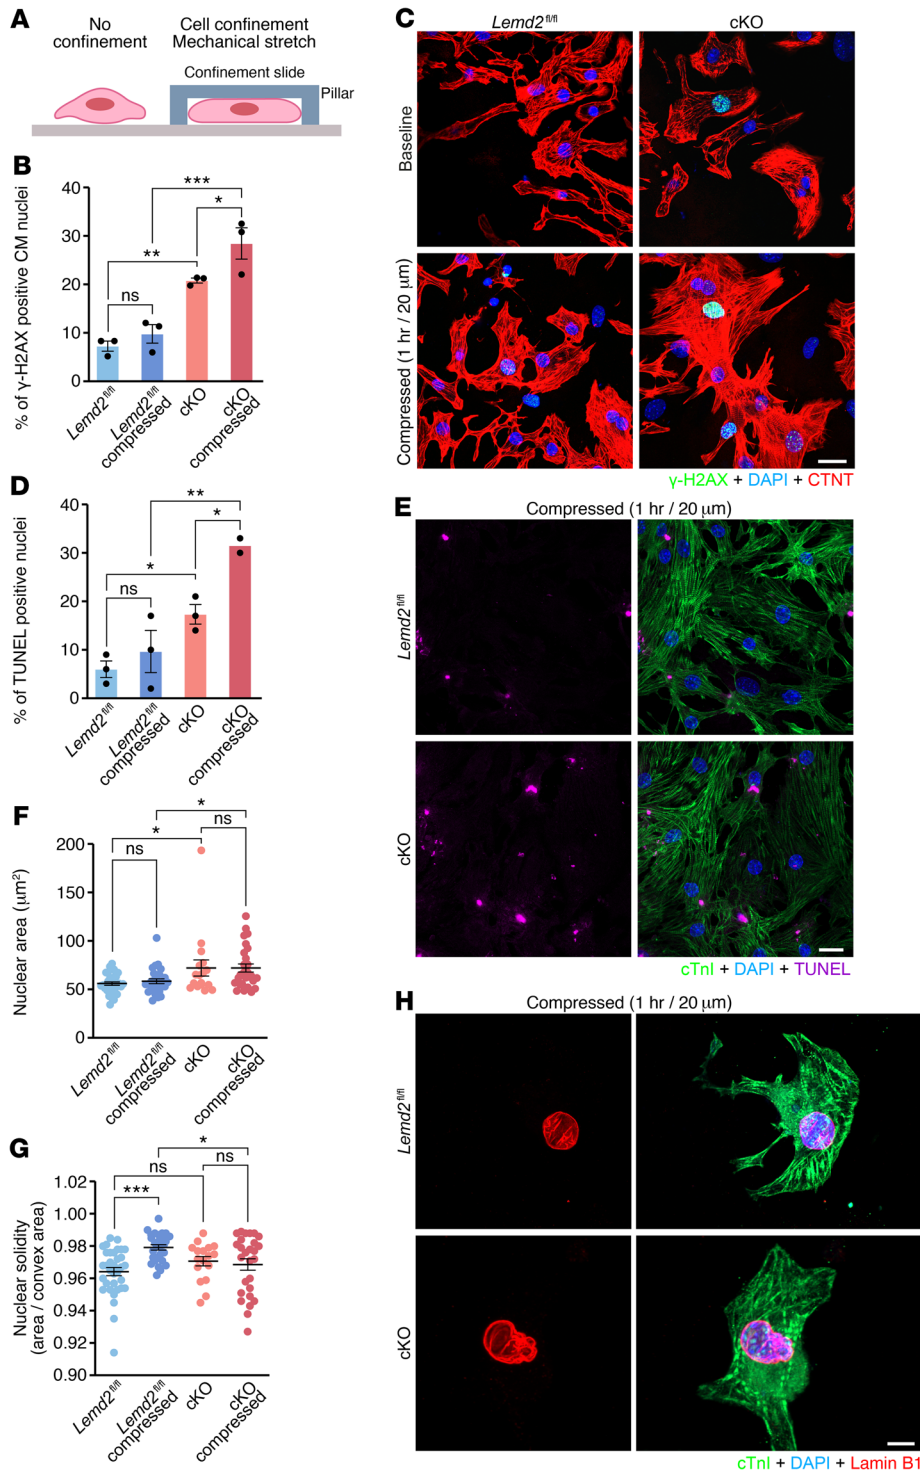 A
No
confinement
Cell confinement
Mechanical stretch
Confinement slide
Pillar
B
% of γ-H2AX positive CM nuclei
40
30
20
10
0
***
*
**
ns
Lemd2fl/fl
Lemd2fl/fl
compressed
cKO
cKO
compressed
C
Lemd2fl/fl
cKO
Baseline
Compressed (1 hr / 20 μm)
γ-H2AX + DAPI + CTNT
D
% of TUNEL positive nuclei
40
30
20
10
0
**
*
*
ns
Lemd2fl/fl
Lemd2fl/fl
compressed
cKO
cKO
compressed
E
Compressed (1 hr / 20 μm)
Lemd2fl/fl
cKO
cTnI + DAPI + TUNEL
F
Nuclear area (μm2)
200
150
100
50
0
*
ns
*
ns
Lemd2fl/fl
Lemd2fl/fl
compressed
cKO
cKO
compressed
G
Nuclear solidity
(area / convex area)
1.02
1.00
0.98
0.96
0.94
0.92
0.90
*
ns
ns
***
Lemd2fl/fl
Lemd2fl/fl
compressed
cKO
cKO
compressed
H
Compressed (1 hr / 20 μm)
Lemd2fl/fl
cKO
cTnI + DAPI + Lamin B1